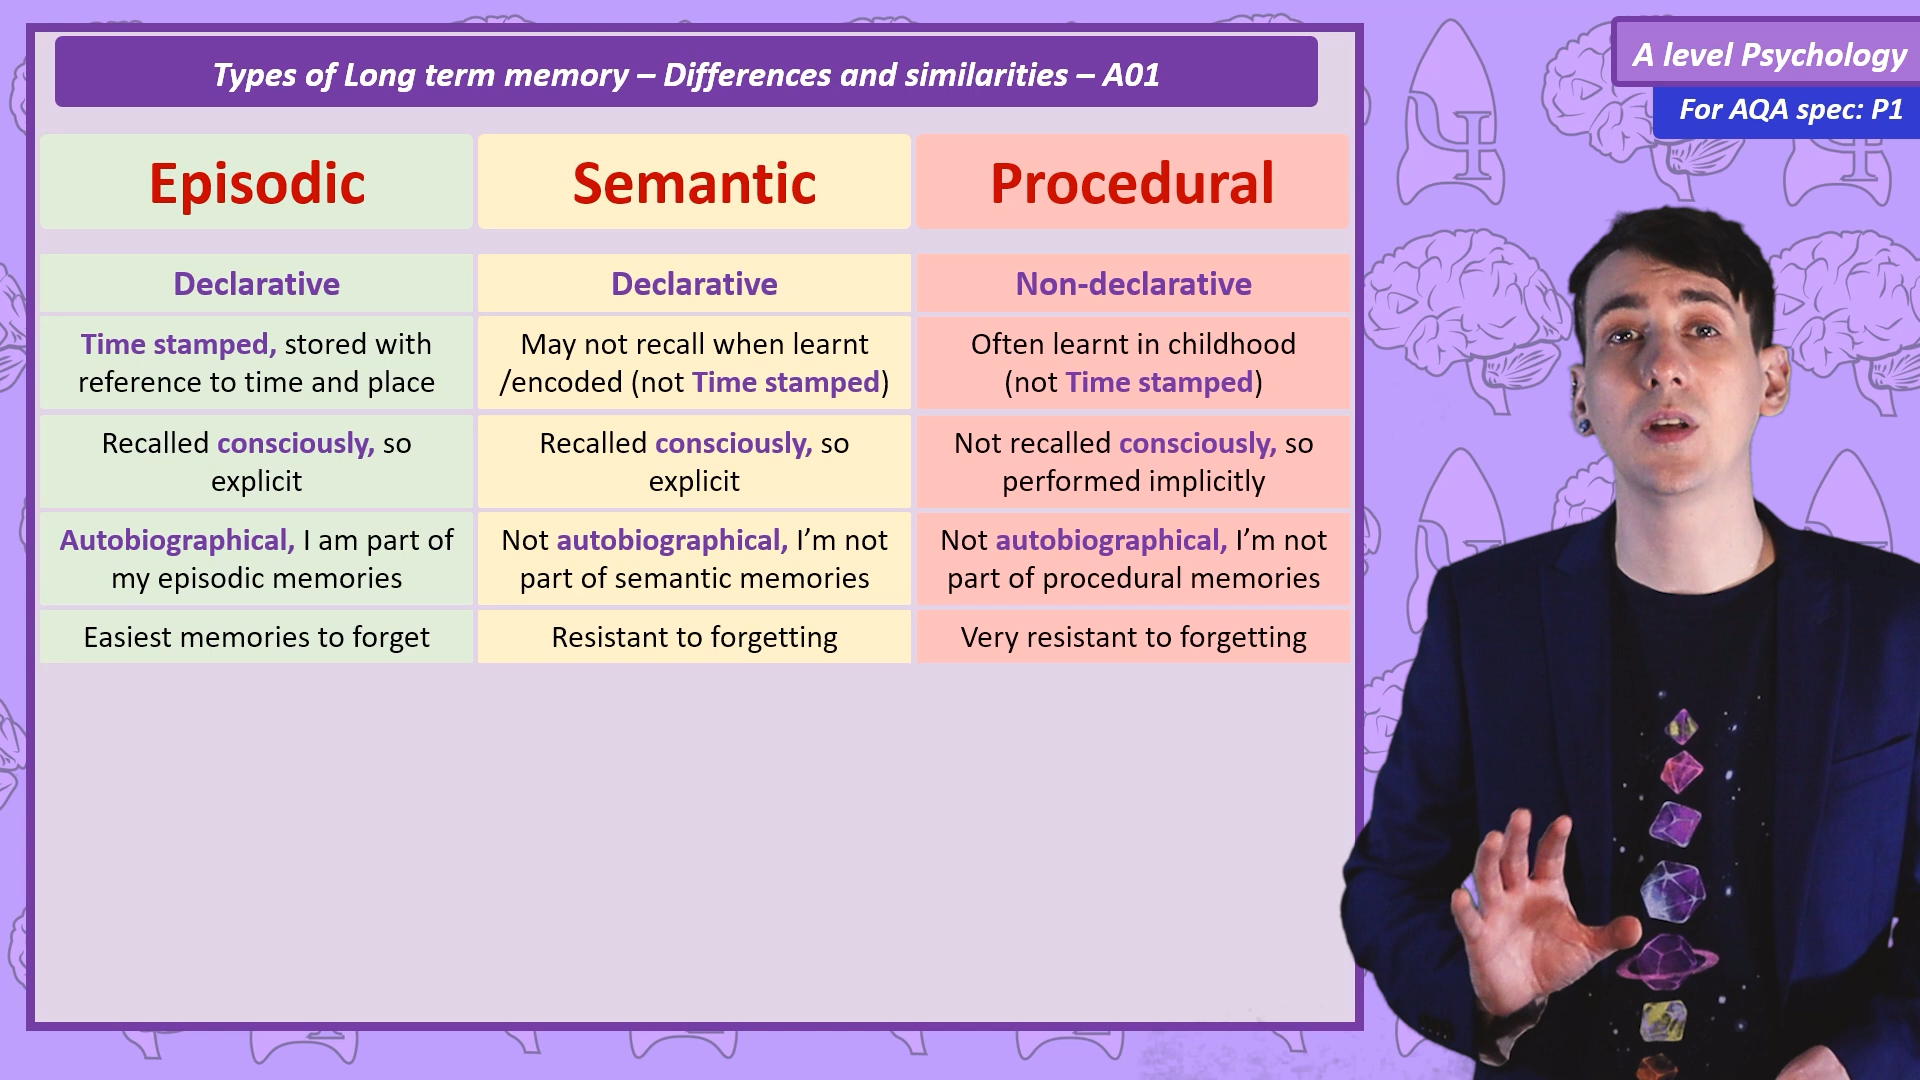 Types of Long term memory – Differences and similarities – A01
A level Psychology
For AQA spec: P1
Episodic
Semantic
Procedural
Declarative
Declarative
Non-declarative
Time stamped, stored with
reference to time and place
May not recall when learnt
/encoded (not Time stamped)
Often learnt in childhood
(not Time stamped)
Recalled consciously, so
explicit
Recalled consciously, so
explicit
Not recalled consciously, so
performed implicitly
Autobiographical, I am part of
my episodic memories
Not autobiographical, I’m not
part of semantic memories
Not autobiographical, I’m not
part of procedural memories
Easiest memories to forget
Resistant to forgetting
Very resistant to forgetting